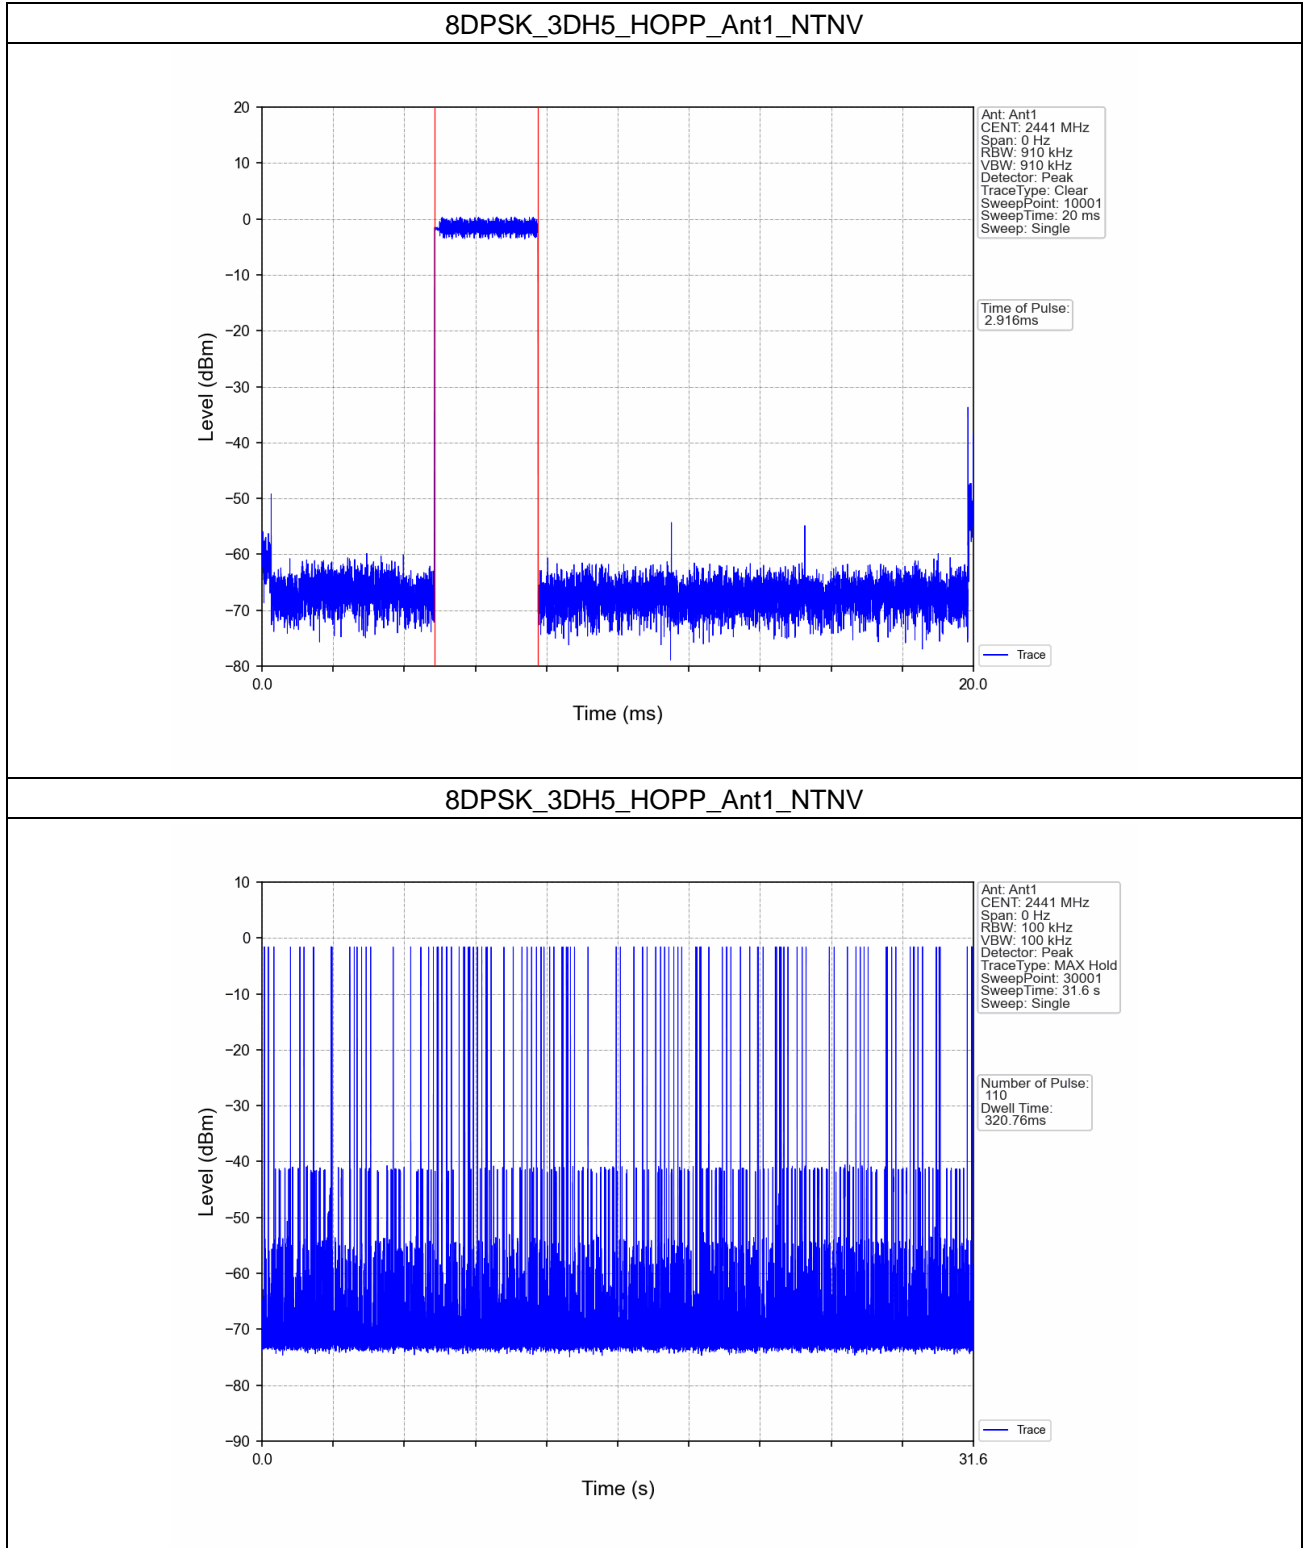 8DPSK_3DH5_HOPP_Ant1_NTNV
20
10
0
−10
−20
−30
−40
−50
−60
−70
−80
Level (dBm)
0.0
20.0
Time (ms)
Ant: Ant1
CENT: 2441 MHz
Span: 0 Hz
RBW: 910 kHz
VBW: 910 kHz
Detector: Peak
TraceType: Clear
SweepPoint: 10001
SweepTime: 20 ms
Sweep: Single
Time of Pulse:
2.916ms
Trace
8DPSK_3DH5_HOPP_Ant1_NTNV
10
0
−10
−20
−30
−40
−50
−60
−70
−80
−90
Level (dBm)
0.0
31.6
Time (s)
Ant: Ant1
CENT: 2441 MHz
Span: 0 Hz
RBW: 100 kHz
VBW: 100 kHz
Detector: Peak
TraceType: MAX Hold
SweepPoint: 30001
SweepTime: 31.6 s
Sweep: Single
Number of Pulse:
110
Dwell Time:
320.76ms
Trace